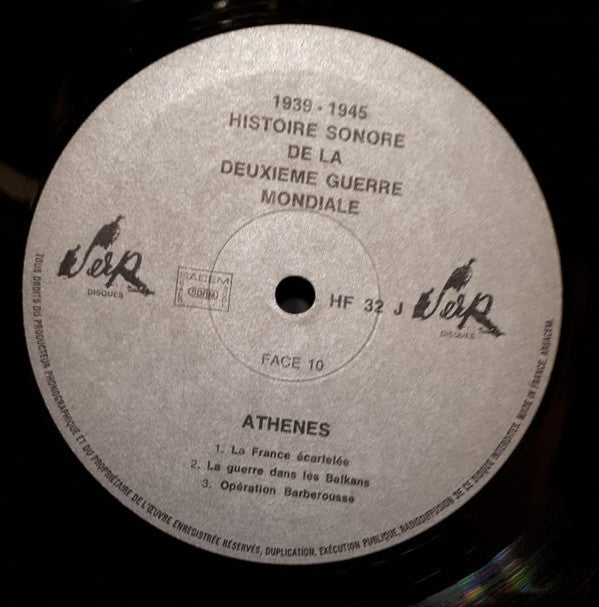 1939 - 1945
HISTOIRE SONORE
DE LA
DEUXIEME GUERRE
MONDIALE
Serp
DISQUES
SACEM
SDRM
HF 32 J
Serp
DISQUES
FACE 10
ATHENES
1. La France écartelée
2. La guerre dans les Balkans
3. Opération Barberousse
TOUS DROITS DU PRODUCTEUR PHONOGRAPHIQUE ET DU PROPRIÉTAIRE DE L'ŒUVRE ENREGISTRÉE RÉSERVÉS, DUPLICATION, EXÉCUTION PUBLIQUE, RADIODIFFUSION DE CE DISQUE INTERDITES. MADE IN FRANCE